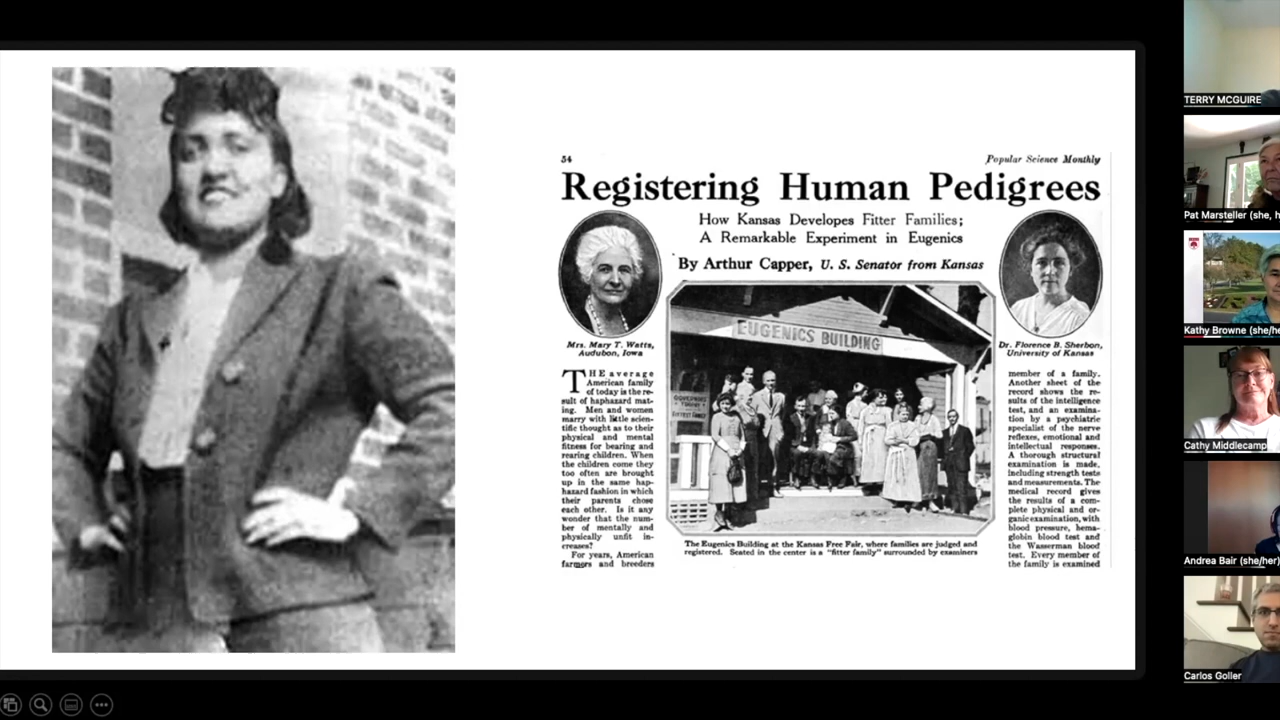 54
Popular Science Monthly
Registering Human Pedigrees
How Kansas Developes Fitter Families;
A Remarkable Experiment in Eugenics
By Arthur Capper, U. S. Senator from Kansas
EUGENICS BUILDING
Mrs. Mary T. Watts,
Audubon, Iowa
Dr. Florence B. Sherbon,
University of Kansas
THE average
American family
of today is the re-
sult of haphazard mat-
ing. Men and women
marry with little scien-
tific thought as to their
physical and mental
fitness for bearing and
rearing children. When
the children come they
too often are brought
up in the same hap-
hazard fashion in which
their parents chose
each other. Is it any
wonder that the num-
ber of mentally and
physically unfit in-
creases?
For years, American
farmers and breeders
The Eugenics Building at the Kansas Free Fair, where families are judged and
registered. Seated in the center is a "fitter family" surrounded by examiners
member of a family.
Another sheet of the
record shows the re-
sults of the intelligence
test, and an examina-
tion by a psychiatric
specialist of the nerve
reflexes, emotional and
intellectual responses.
A thorough structural
examination is made,
including strength tests
and measurements. The
medical record gives
the results of a com-
plete physical and or-
ganic examination, with
blood pressure, hema-
globin blood test and
the Wasserman blood
test. Every member of
the family is examined
TERRY MCGUIRE
Pat Marsteller (she, h
Kathy Browne (she/he
Cathy Middlecamp
Andrea Bair (she/her)
Carlos Goller